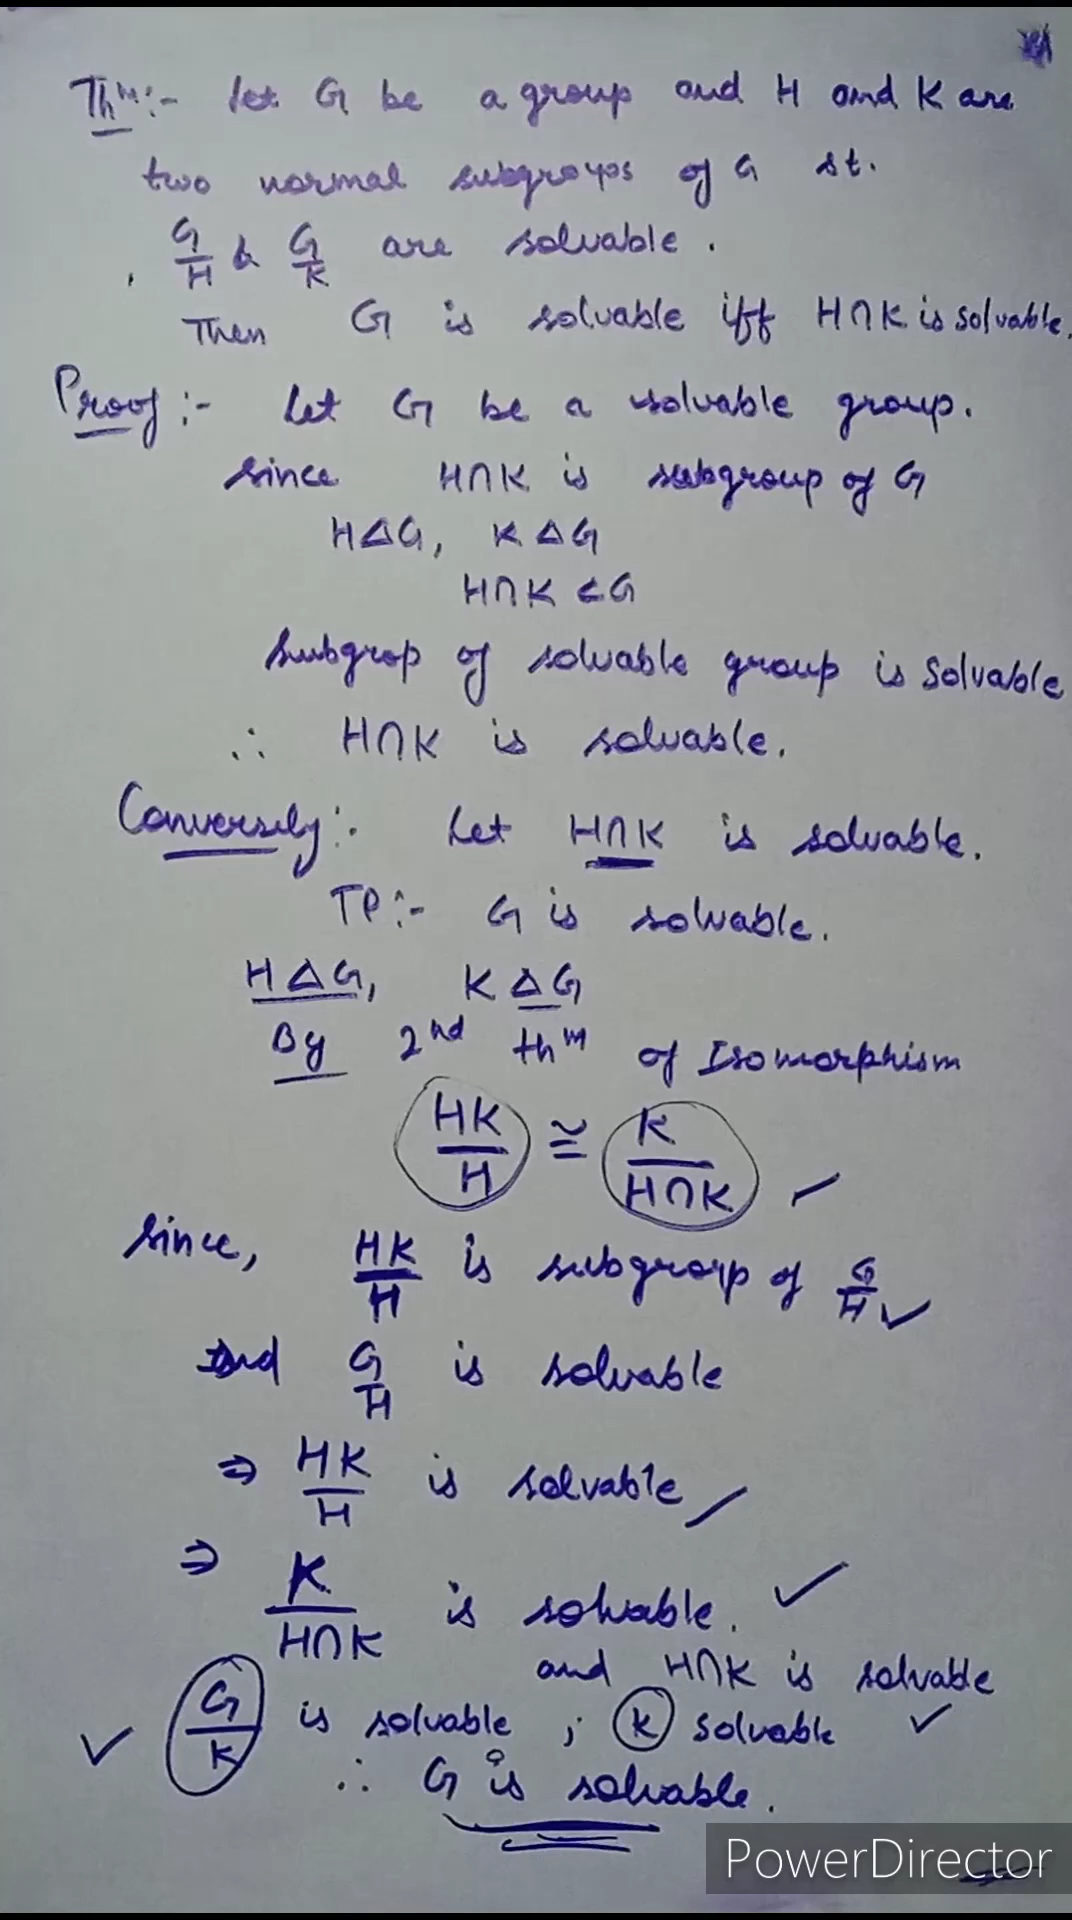 Thᵐ:- let G be a group and H and K are
two normal subgroups of G st.
G/H & G/K are solvable.
Then G is solvable iff H∩K is solvable.
Proof:- Let G be a solvable group.
since H∩K is subgroup of G
H∆G, K∆G
H∩K ≤ G
Subgrop of solvable group is Solvable
∴ H∩K is solvable.
Conversely:- Let H∩K is solvable.
TP:- G is solvable.
H∆G, K∆G
By 2nd thm of Isomorphism
HK/H ≅ K/H∩K
Since, HK/H is subgroup of G/H
and G/H is solvable
⇒ HK/H is solvable
⇒ K/H∩K is solvable.
and H∩K is solvable
G/K is solvable ; K solvable
∴ G is solvable.
PowerDirector